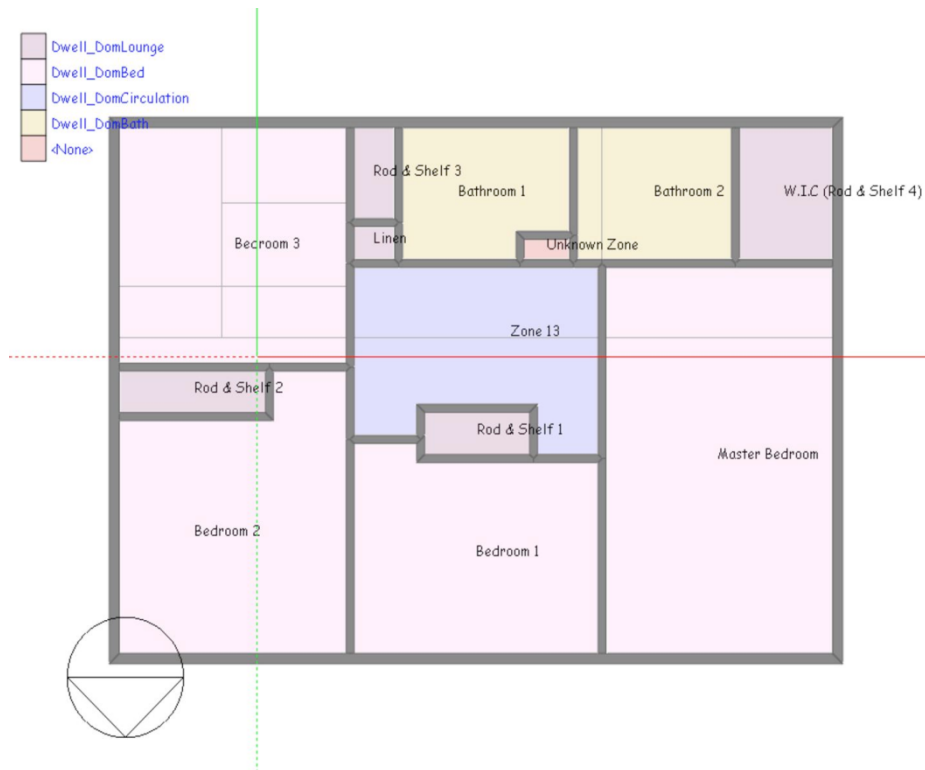 Dwell_DomLounge
Dwell_DomBed
Dwell_DomCirculation
Dwell_DomBath
<None>
Rod & Shelf 3
Bathroom 1
Bathroom 2
W.I.C (Rod & Shelf 4)
Bedroom 3
Linen
Unknown Zone
Zone 13
Rod & Shelf 2
Rod & Shelf 1
Master Bedroom
Bedroom 2
Bedroom 1